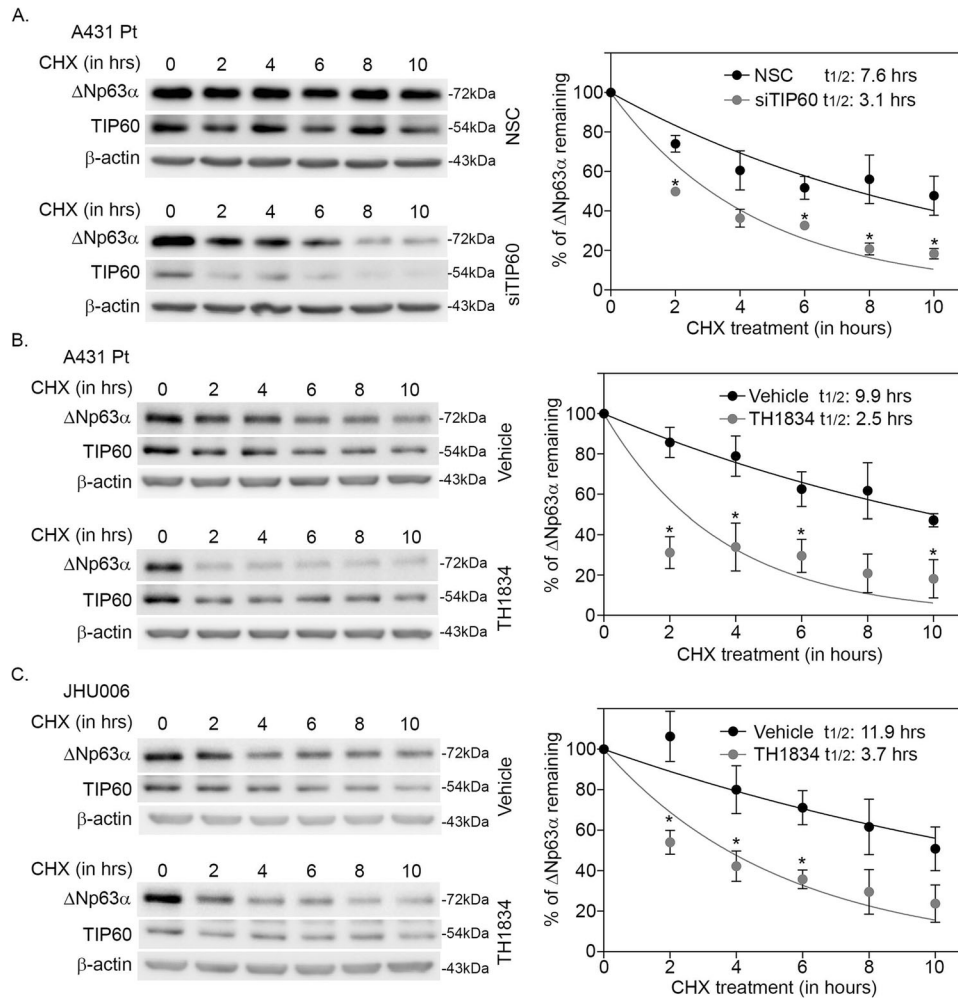 A.
A431 Pt
CHX (in hrs) 0 2 4 6 8 10
ΔNp63α -72kDa
TIP60 -54kDa
β-actin -43kDa
NSC
CHX (in hrs) 0 2 4 6 8 10
ΔNp63α -72kDa
TIP60 -54kDa
β-actin -43kDa
siTIP60
% of ΔNp63α remaining
100
80
60
40
20
0
NSC t1/2: 7.6 hrs
siTIP60 t1/2: 3.1 hrs
* * * *
0 2 4 6 8 10
CHX treatment (in hours)
B.
A431 Pt
CHX (in hrs) 0 2 4 6 8 10
ΔNp63α -72kDa
TIP60 -54kDa
β-actin -43kDa
Vehicle
CHX (in hrs) 0 2 4 6 8 10
ΔNp63α -72kDa
TIP60 -54kDa
β-actin -43kDa
TH1834
% of ΔNp63α remaining
100
80
60
40
20
0
Vehicle t1/2: 9.9 hrs
TH1834 t1/2: 2.5 hrs
* * * *
0 2 4 6 8 10
CHX treatment (in hours)
C.
JHU006
CHX (in hrs) 0 2 4 6 8 10
ΔNp63α -72kDa
TIP60 -54kDa
β-actin -43kDa
Vehicle
CHX (in hrs) 0 2 4 6 8 10
ΔNp63α -72kDa
TIP60 -54kDa
β-actin -43kDa
TH1834
% of ΔNp63α remaining
100
80
60
40
20
0
Vehicle t1/2: 11.9 hrs
TH1834 t1/2: 3.7 hrs
* * *
0 2 4 6 8 10
CHX treatment (in hours)